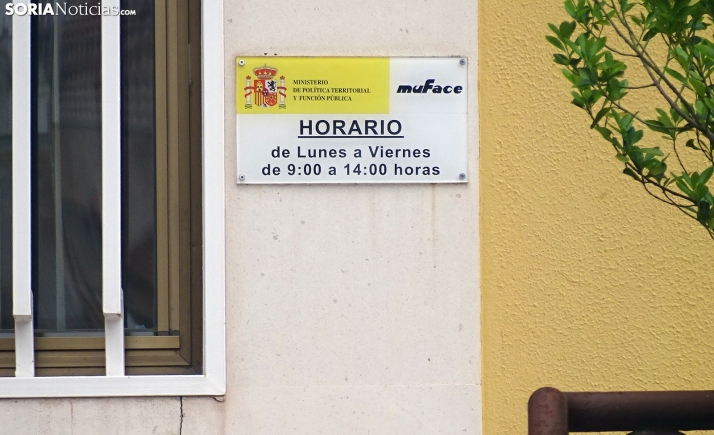 SORIANoticias.com
MINISTERIO
DE POLÍTICA TERRITORIAL
Y FUNCIÓN PÚBLICA
muFace
HORARIO
de Lunes a Viernes
de 9:00 a 14:00 horas